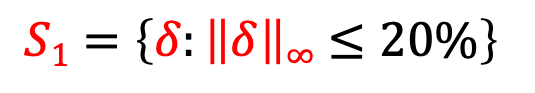 S₁ = {δ: ‖δ‖∞ ≤ 20%}